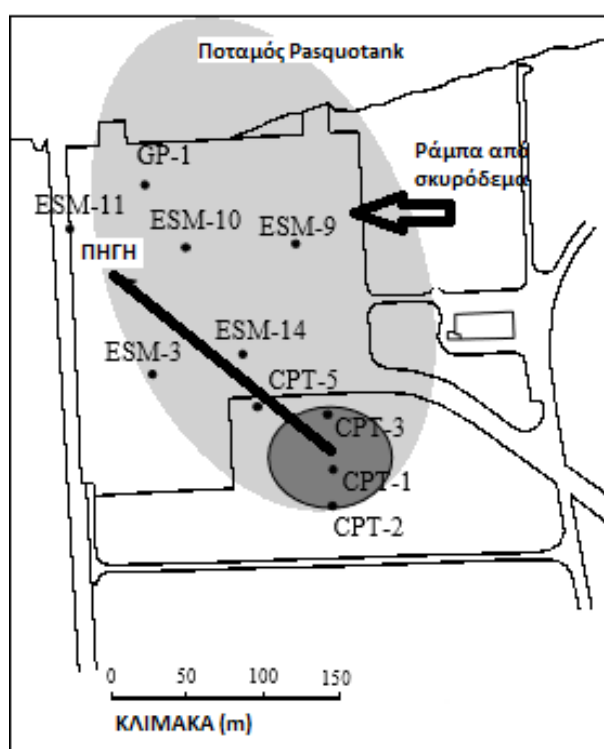 Ποταμός Pasquotank
Ράμπα από
σκυρόδεμα
GP-1
ESM-11
ESM-10
ESM-9
ΠΗΓΗ
ESM-14
ESM-3
CPT-5
CPT-3
CPT-1
CPT-2
0 50 100 150
ΚΛΙΜΑΚΑ (m)